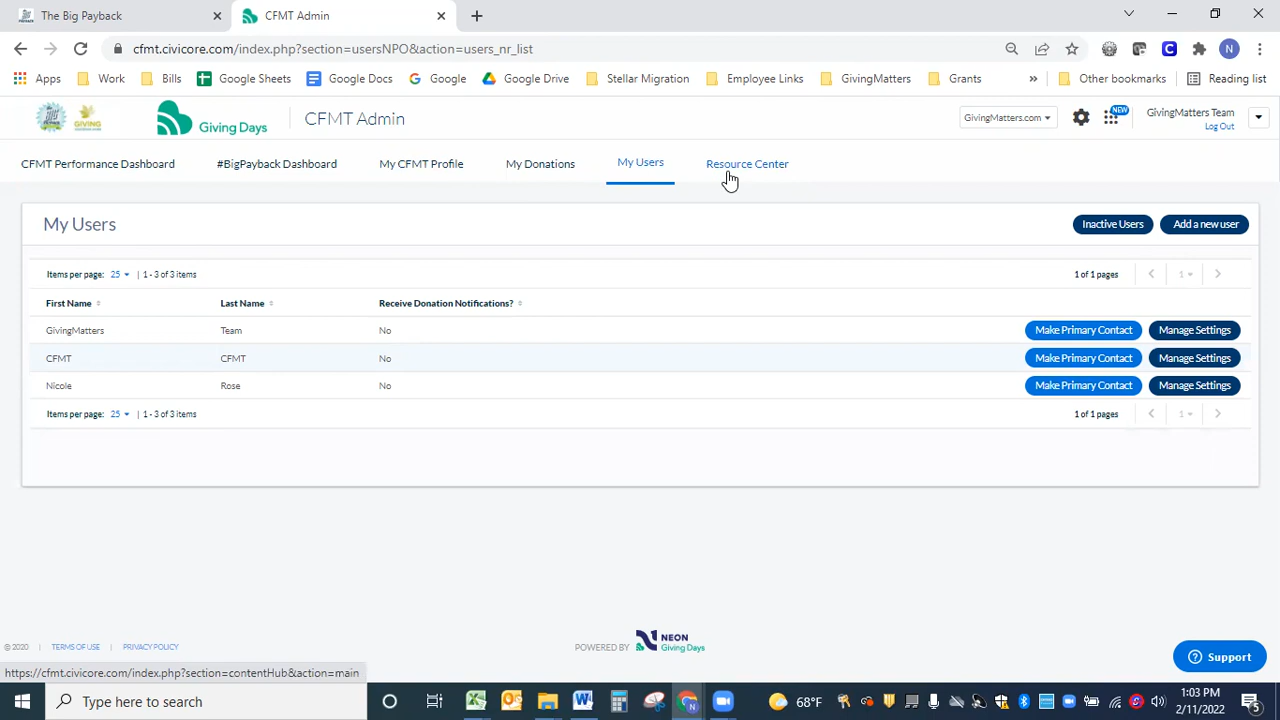 The Big Payback
CFMT Admin
cfmt.civicore.com/index.php?section=usersNPO&action=users_nr_list
N
Apps Work Bills Google Sheets Google Docs Google Google Drive Stellar Migration Employee Links GivingMatters Grants » Other bookmarks Reading list
Giving Days CFMT Admin GivingMatters.com NEW GivingMatters Team
Log Out
CFMT Performance Dashboard #BigPayback Dashboard My CFMT Profile My Donations My Users Resource Center
My Users Inactive Users Add a new user
Items per page: 25 | 1 - 3 of 3 items 1 of 1 pages 1
First Name Last Name Receive Donation Notifications?
GivingMatters Team No Make Primary Contact Manage Settings
CFMT CFMT No Make Primary Contact Manage Settings
Nicole Rose No Make Primary Contact Manage Settings
Items per page: 25 | 1 - 3 of 3 items 1 of 1 pages 1
© 2020 | TERMS OF USE | PRIVACY POLICY POWERED BY NEON Giving Days
Support
https://cfmt.civicore.com/index.php?section=contentHub&action=main
Type here to search
68°F
1:03 PM
2/11/2022
5